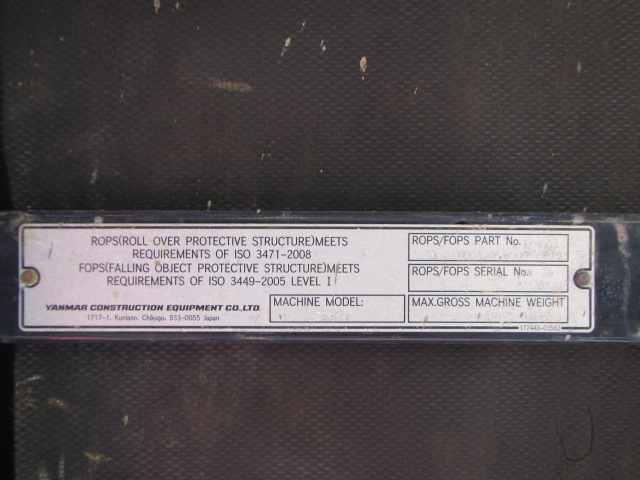 ROPS(ROLL OVER PROTECTIVE STRUCTURE)MEETS
REQUIREMENTS OF ISO 3471-2008
FOPS(FALLING OBJECT PROTECTIVE STRUCTURE)MEETS
REQUIREMENTS OF ISO 3449-2005 LEVEL I
YANMAR CONSTRUCTION EQUIPMENT CO.,LTD.
1717-1. Kumano. Chikugo. 833-0055 Japan
MACHINE MODEL:
ROPS/FOPS PART No.
ROPS/FOPS SERIAL No.
MAX.GROSS MACHINE WEIGHT
172440-03582